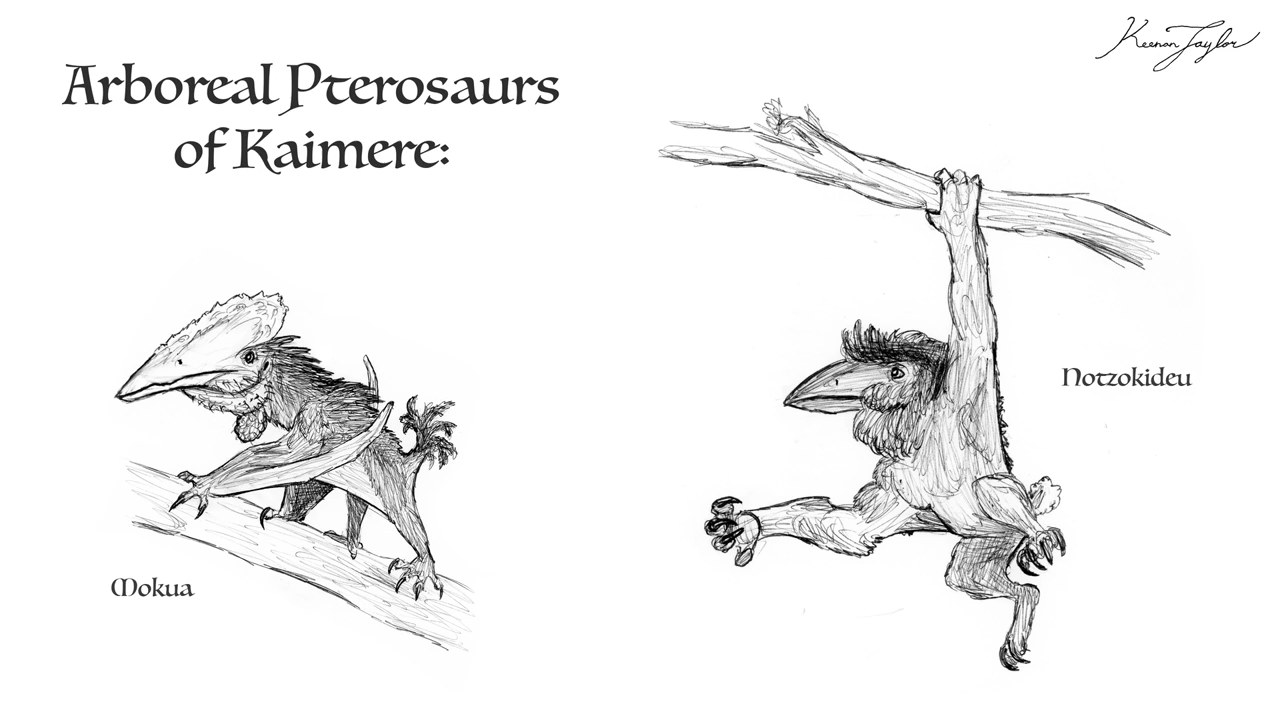 Arboreal Pterosaurs
of Kaimere:
Keenan Taylor
Notzokideu
Mokua